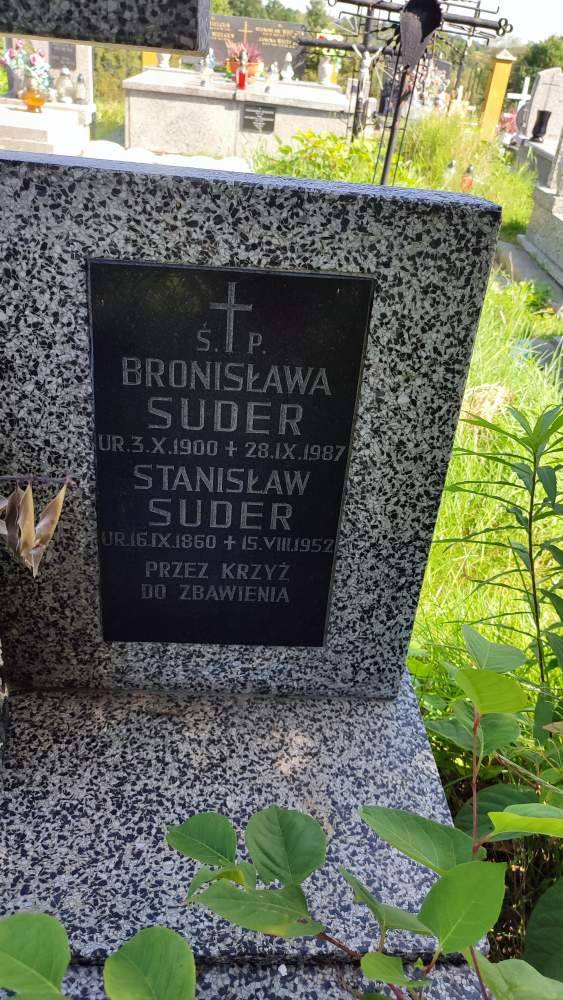 Ś. P.
BRONISŁAWA
SUDER
UR.3.X.1900 + 28.IX.1987
STANISŁAW
SUDER
UR.16.IX.1860 + 15.VIII.1952
PRZEZ KRZYŻ
DO ZBAWIENIA